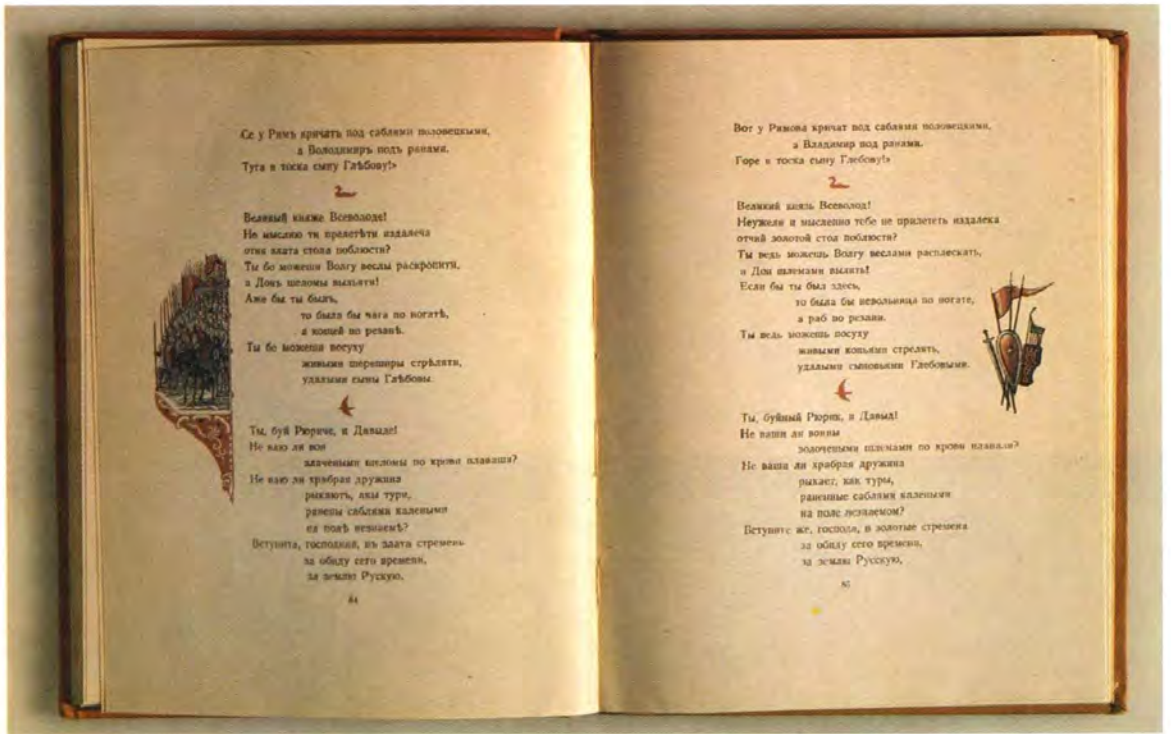 Се у Римъ кричатъ под саблями половецкыми,
а Володимиръ подъ ранами.
Туга и тоска сыну Глѣбову!»
Великый княже Всеволоде!
Не мыслию ти прелетѣти издалеча
отня злата стола поблюсти?
Ты бо можеши Волгу веслы раскропити,
а Донъ шеломы выльяти!
Аже бы ты былъ,
то была бы чага по ногатѣ,
а кощей по резанѣ.
Ты бо можеши посуху
живыми шереширы стрѣляти,
удалыми сыны Глѣбовы.
Ты, буй Рюриче, и Давыде!
Не ваю ли вои
злачеными шеломы по крови плаваша?
Не ваю ли храбрая дружина
рыкаютъ, акы тури,
ранены саблями калеными
на полѣ незнаемѣ?
Вступита, господина, въ злата стремень
за обиду сего времени,
за землю Рускую,
84
Вот у Римова кричат под саблями половецкими,
а Владимир под ранами.
Горе и тоска сыну Глебову!»
Великий князь Всеволод!
Неужели и мысленно тебе не прилететь издалека
отчий золотой стол поблюсти?
Ты ведь можешь Волгу веслами расплескать,
а Дон шлемами вылить!
Если бы ты был здесь,
то была бы невольница по ногате,
а раб по резани.
Ты ведь можешь посуху
живыми копьями стрелять,
удалыми сыновьями Глебовыми.
Ты, буйный Рюрик, и Давыд!
Не ваши ли воины
золочеными шлемами по крови плавали?
Не ваша ли храбрая дружина
рыкает, как туры,
раненные саблями калеными
на поле незнаемом?
Вступите же, господа, в золотые стремена
за обиду сего времени,
за землю Русскую,
85